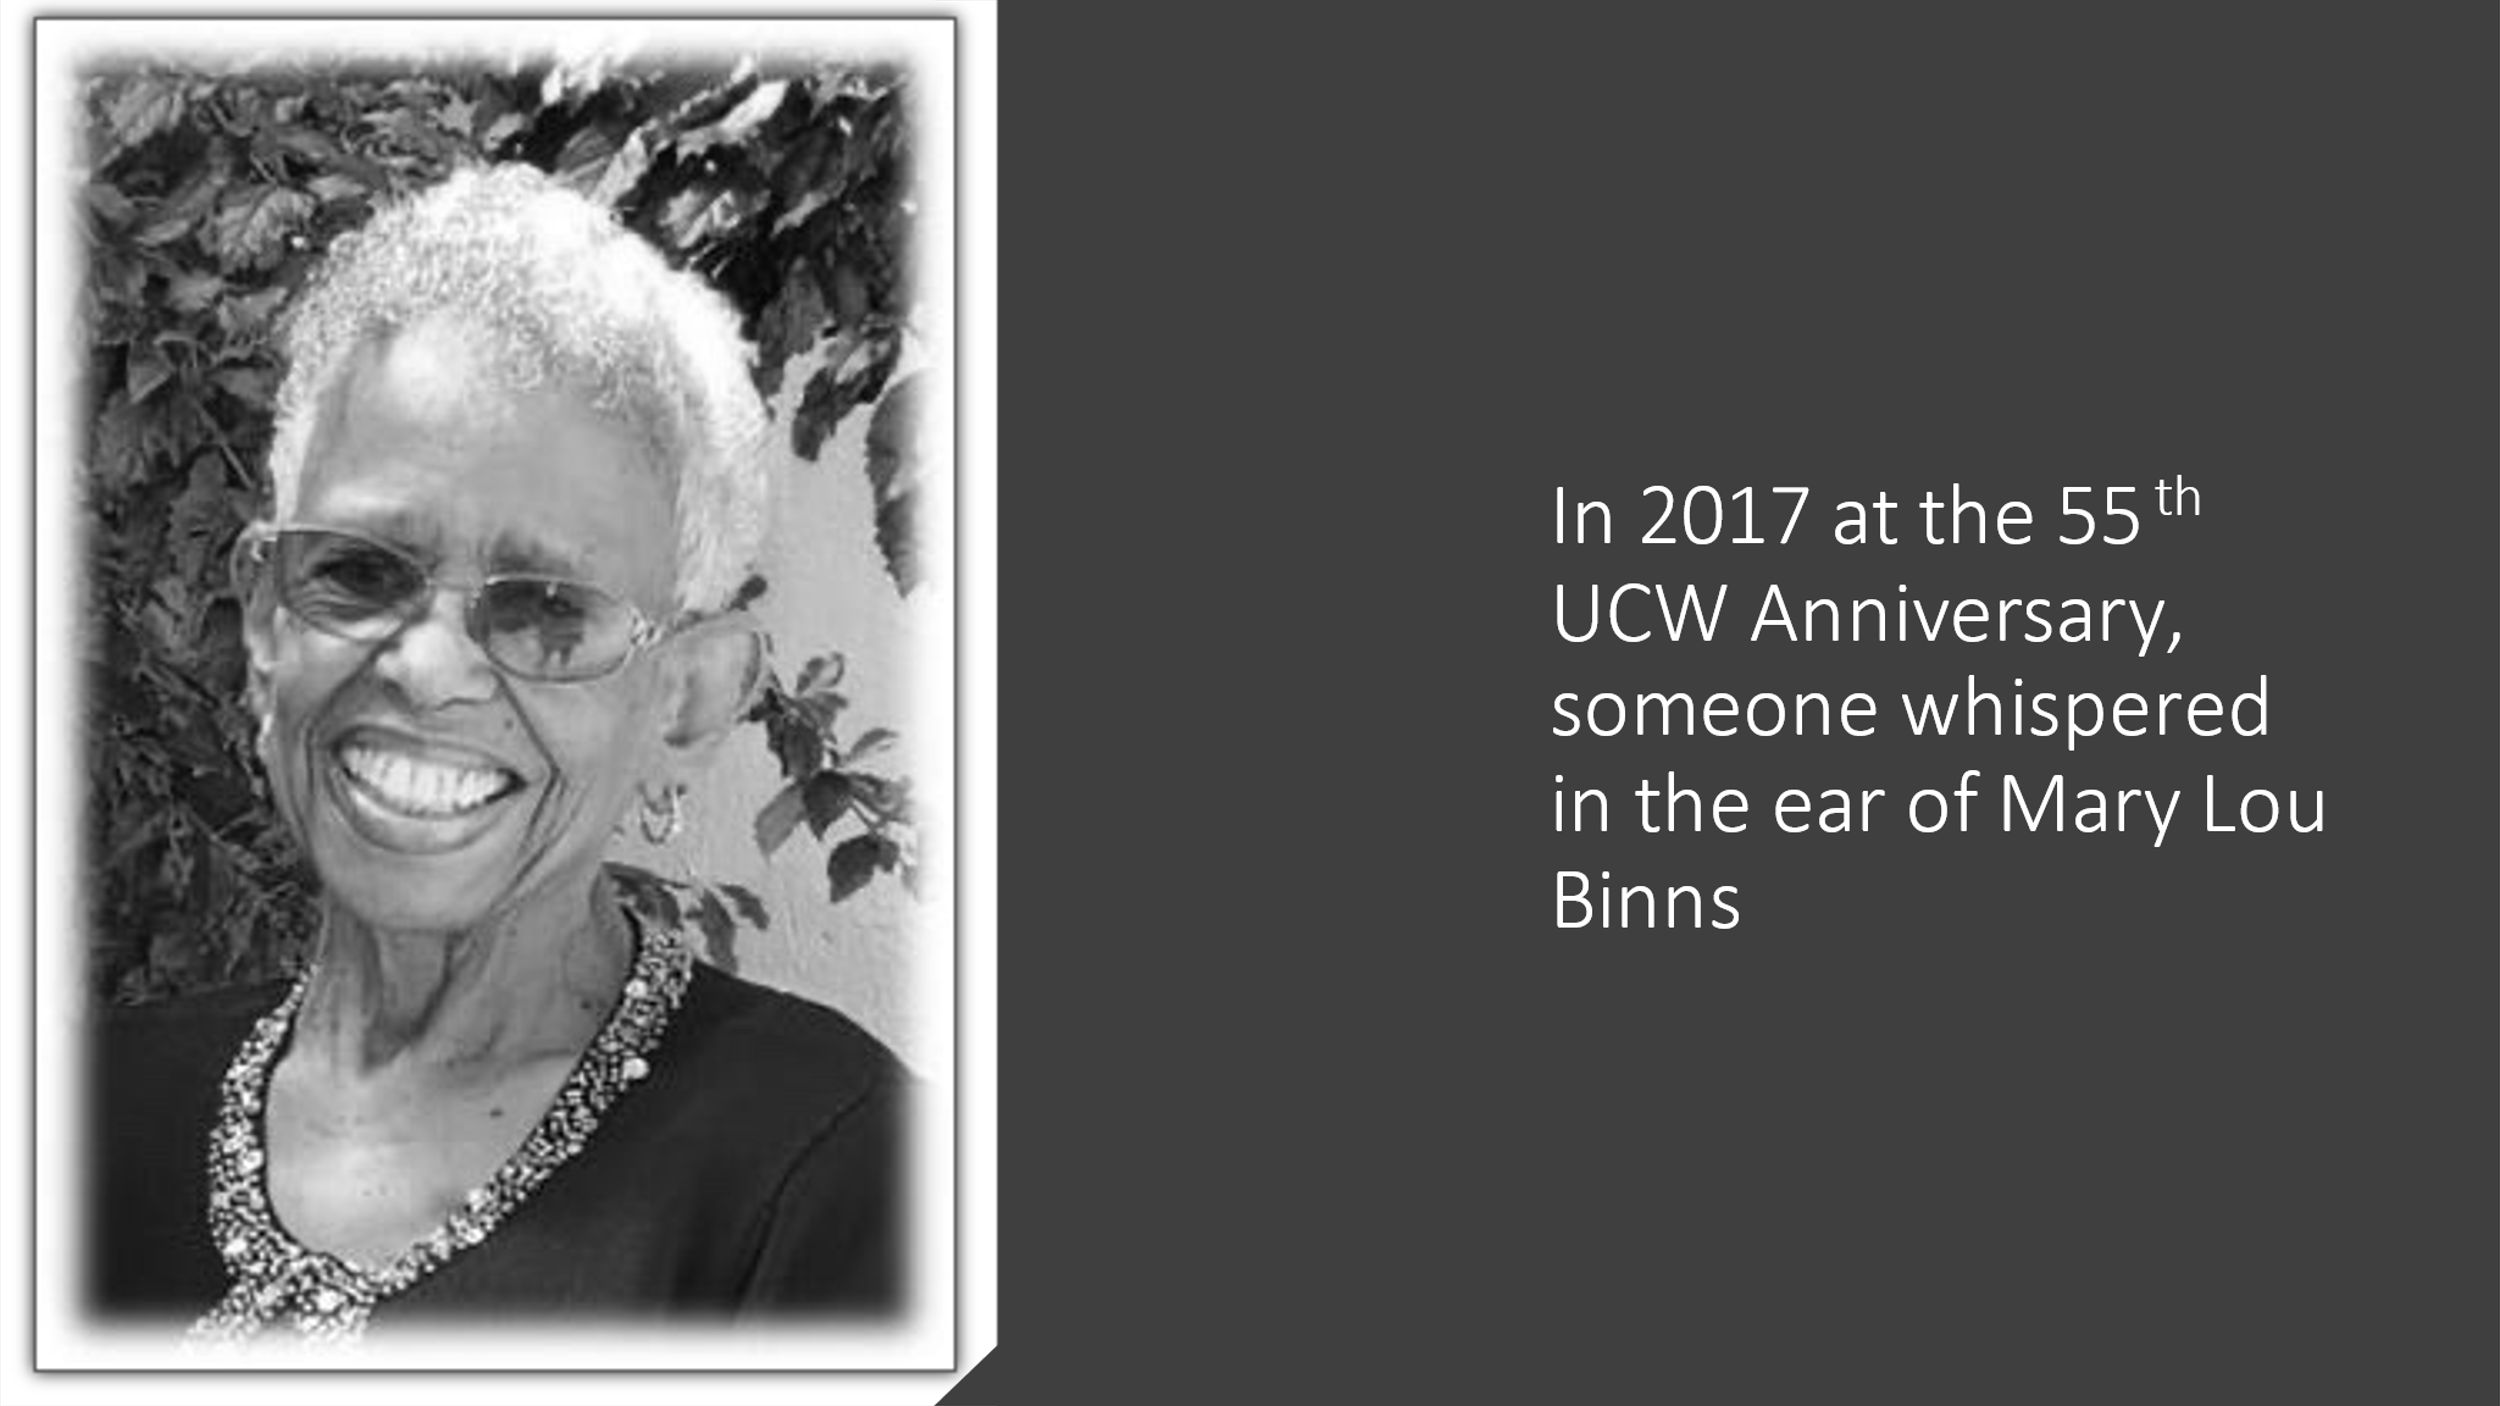 In 2017 at the 55th
UCW Anniversary,
someone whispered
in the ear of Mary Lou
Binns